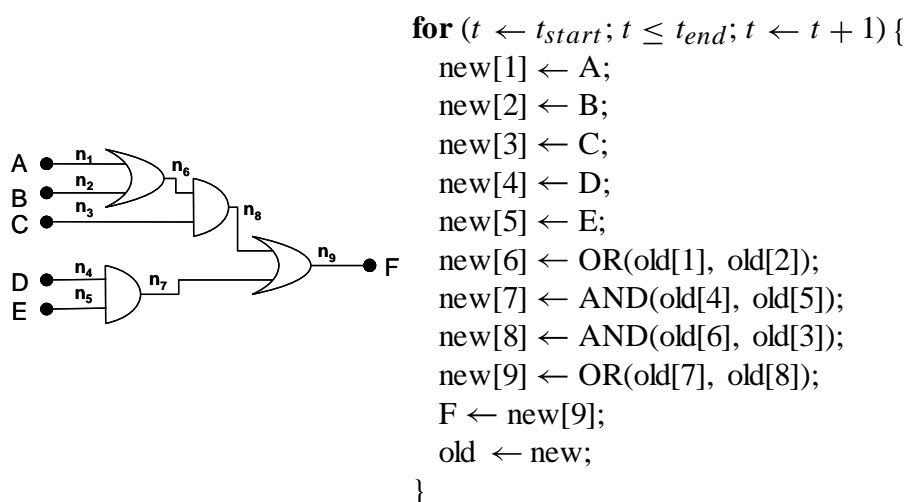 A
n₁
n₂
B
n₃
C
n₆
n₈
n₉
F
D
n₄
n₅
n₇
E
for (t ← t_start; t ≤ t_end; t ← t + 1) {
new[1] ← A;
new[2] ← B;
new[3] ← C;
new[4] ← D;
new[5] ← E;
new[6] ← OR(old[1], old[2]);
new[7] ← AND(old[4], old[5]);
new[8] ← AND(old[6], old[3]);
new[9] ← OR(old[7], old[8]);
F ← new[9];
old ← new;
}